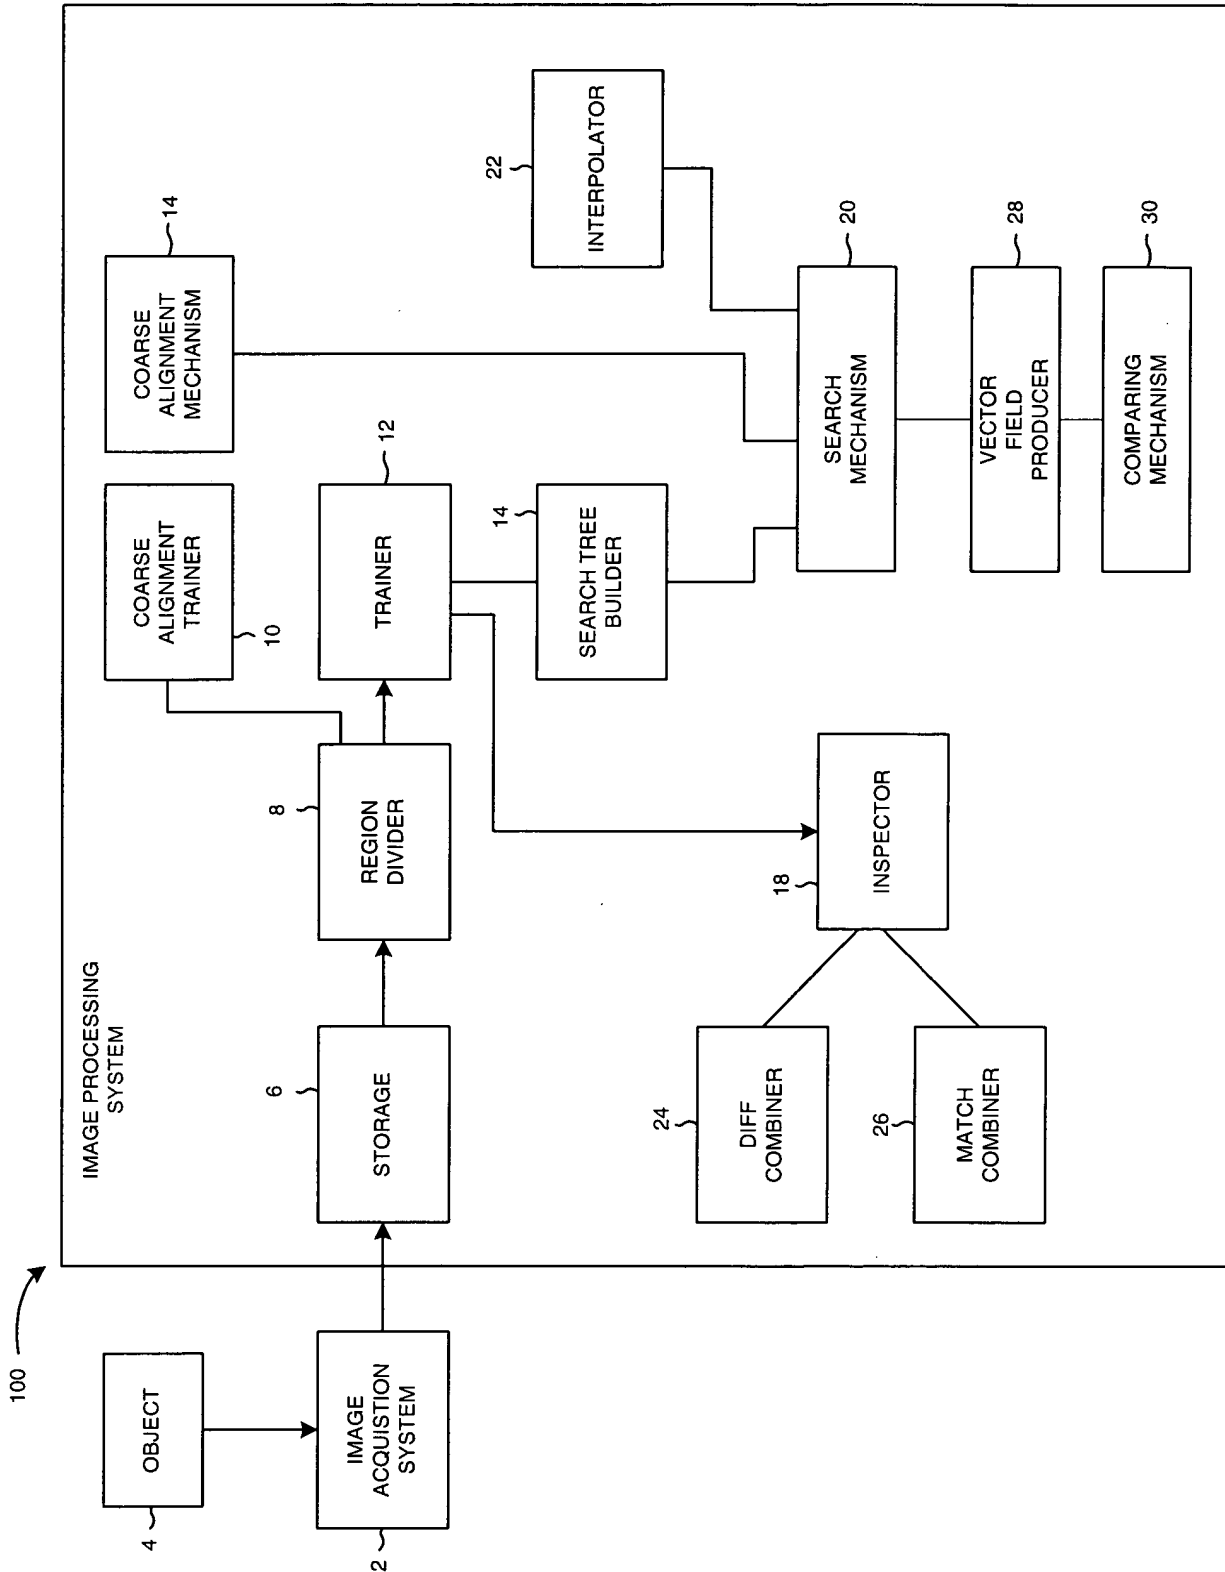 100
IMAGE PROCESSING
SYSTEM
4
OBJECT
2
IMAGE
ACQUISTION
SYSTEM
6
STORAGE
8
REGION
DIVIDER
10
COARSE
ALIGNMENT
TRAINER
14
COARSE
ALIGNMENT
MECHANISM
12
TRAINER
14
SEARCH TREE
BUILDER
22
INTERPOLATOR
20
SEARCH
MECHANISM
28
VECTOR
FIELD
PRODUCER
30
COMPARING
MECHANISM
18
INSPECTOR
24
DIFF
COMBINER
26
MATCH
COMBINER